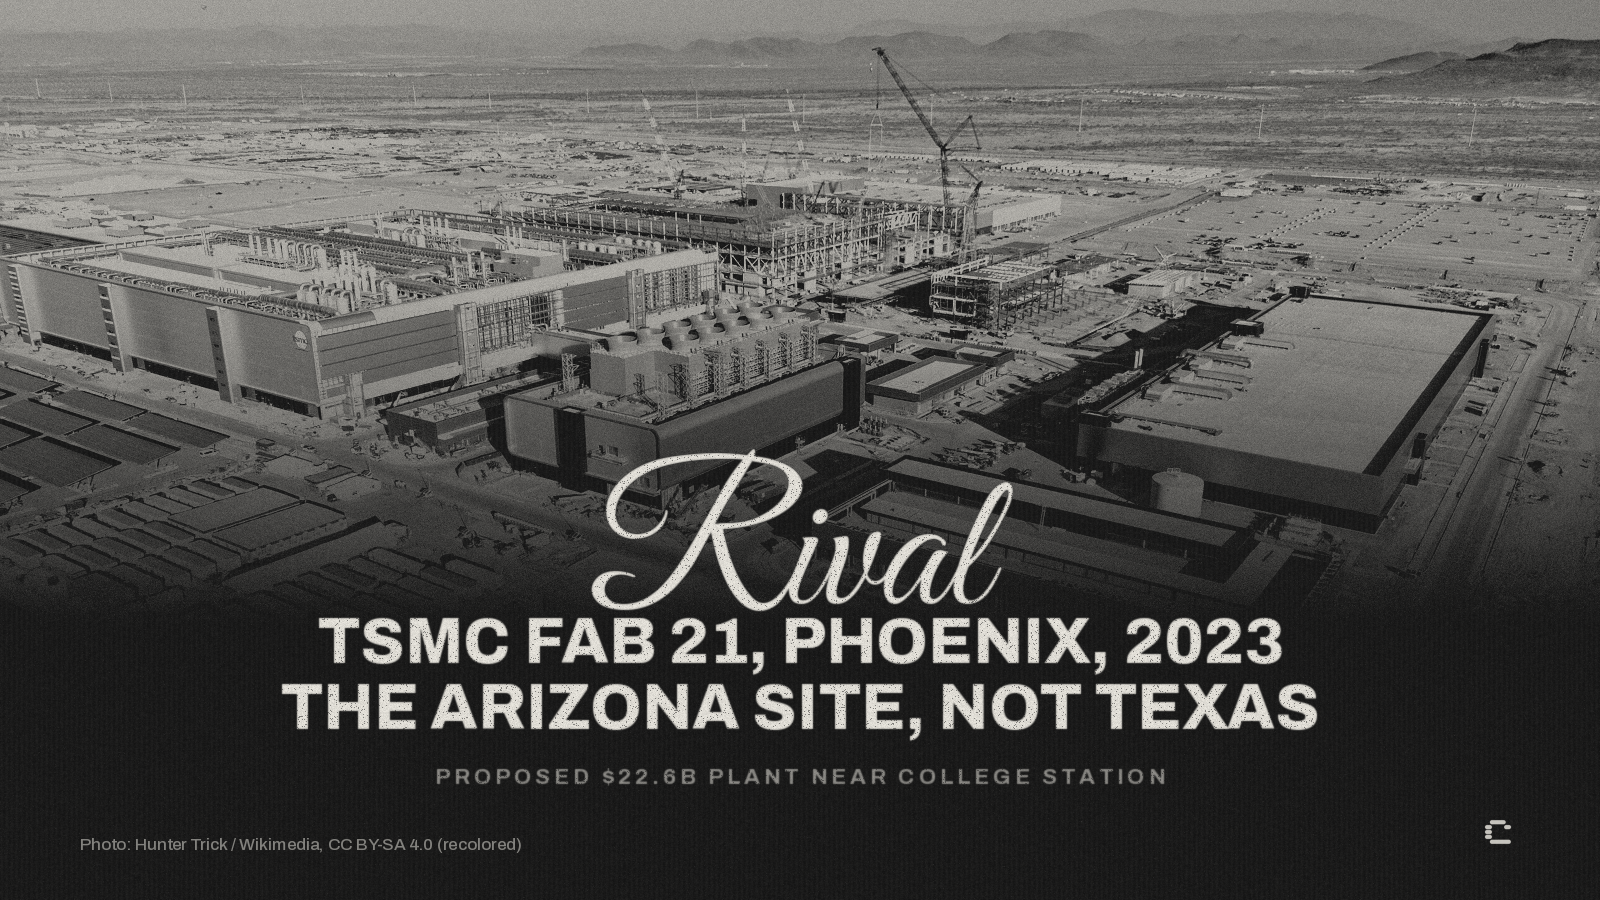 Rival
TSMC FAB 21, PHOENIX, 2023
THE ARIZONA SITE, NOT TEXAS
PROPOSED $22.6B PLANT NEAR COLLEGE STATION
Photo: Hunter Trick / Wikimedia, CC BY-SA 4.0 (recolored)